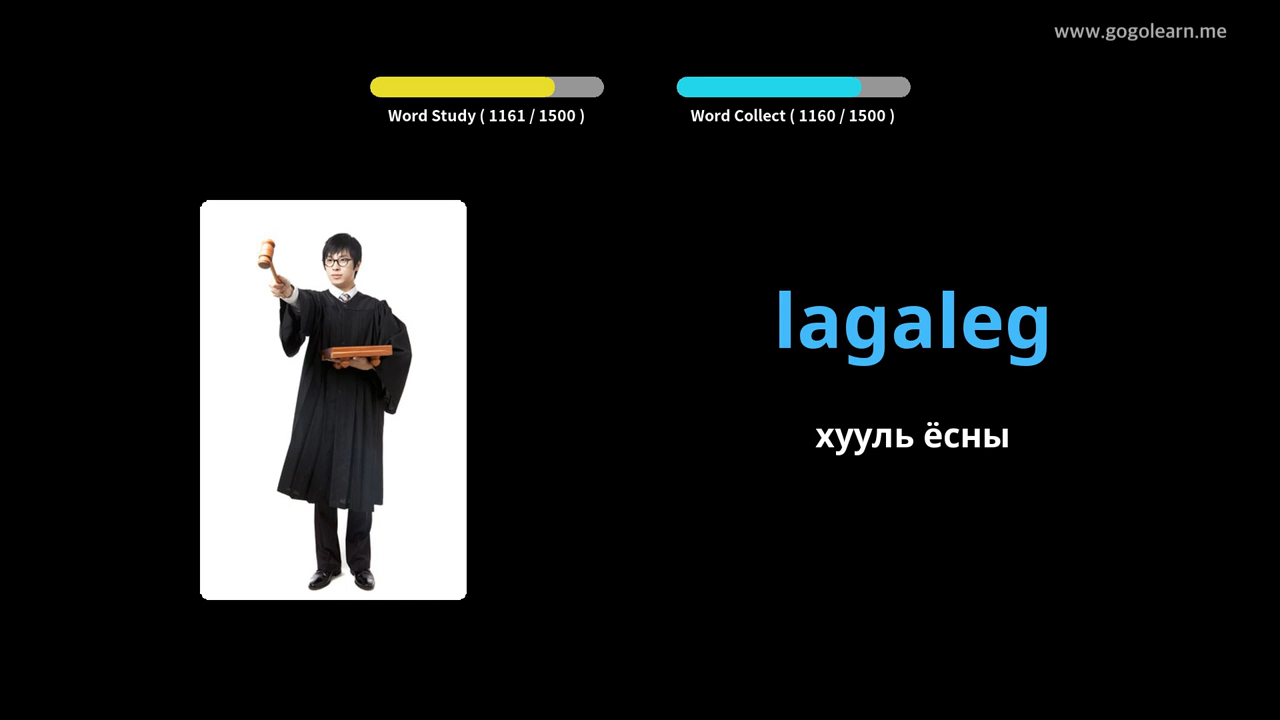 www.gogolearn.me
Word Study ( 1161 / 1500 )
Word Collect ( 1160 / 1500 )
lagaleg
хууль ёсны